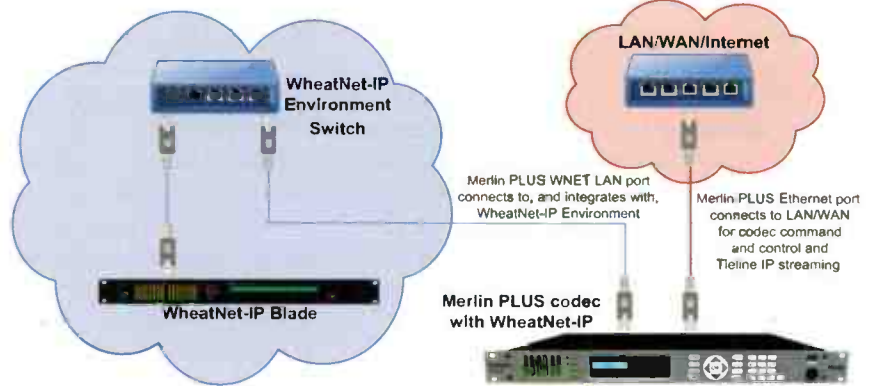 WheatNet-IP
Environment
Switch
LAN/WAN/Internet
Merlin PLUS WNET LAN port
connects to, and integrates with,
WheatNet-IP Environment
Merlin PLUS Ethernet port
connects to LAN/WAN
for codec command
and control and
Tieline IP streaming
WheatNet-IP Blade
Merlin PLUS codec
with WheatNet-IP